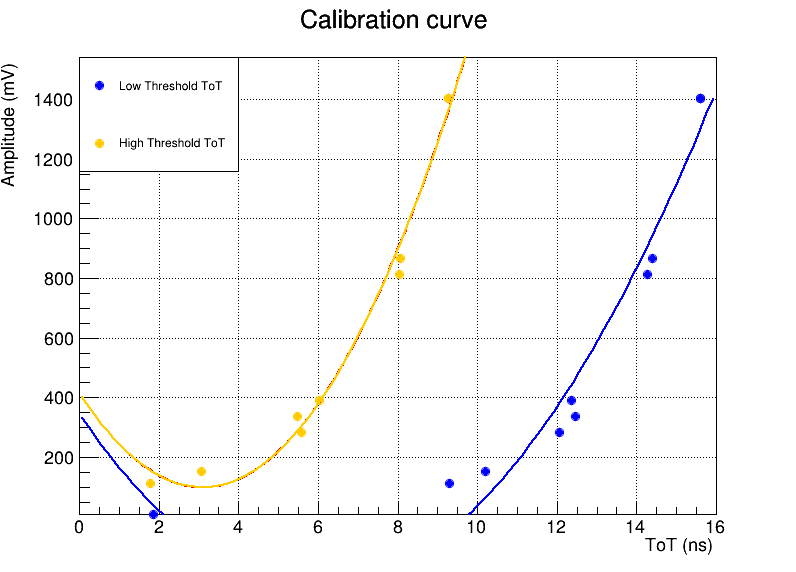 Calibration curve
Amplitude (mV)
Low Threshold ToT
High Threshold ToT
1400
1200
1000
800
600
400
200
0 2 4 6 8 10 12 14 16
ToT (ns)